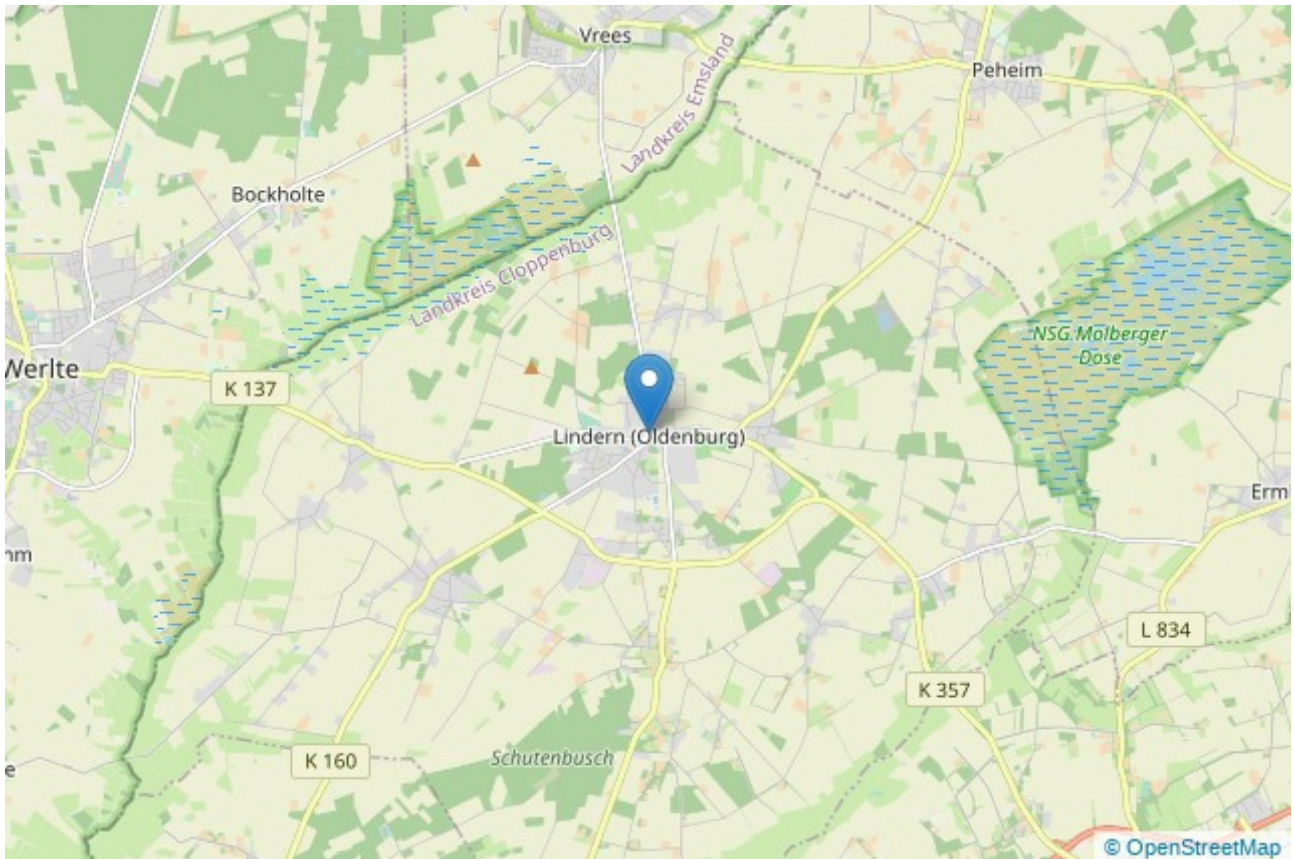 Vrees
Peheim
Landkreis Emsland
Bockholte
Landkreis Cloppenburg
NSG Molberger
Dose
Werlte
K 137
Lindern (Oldenburg)
L 834
K 357
Schutenbusch
K 160
© OpenStreetMap